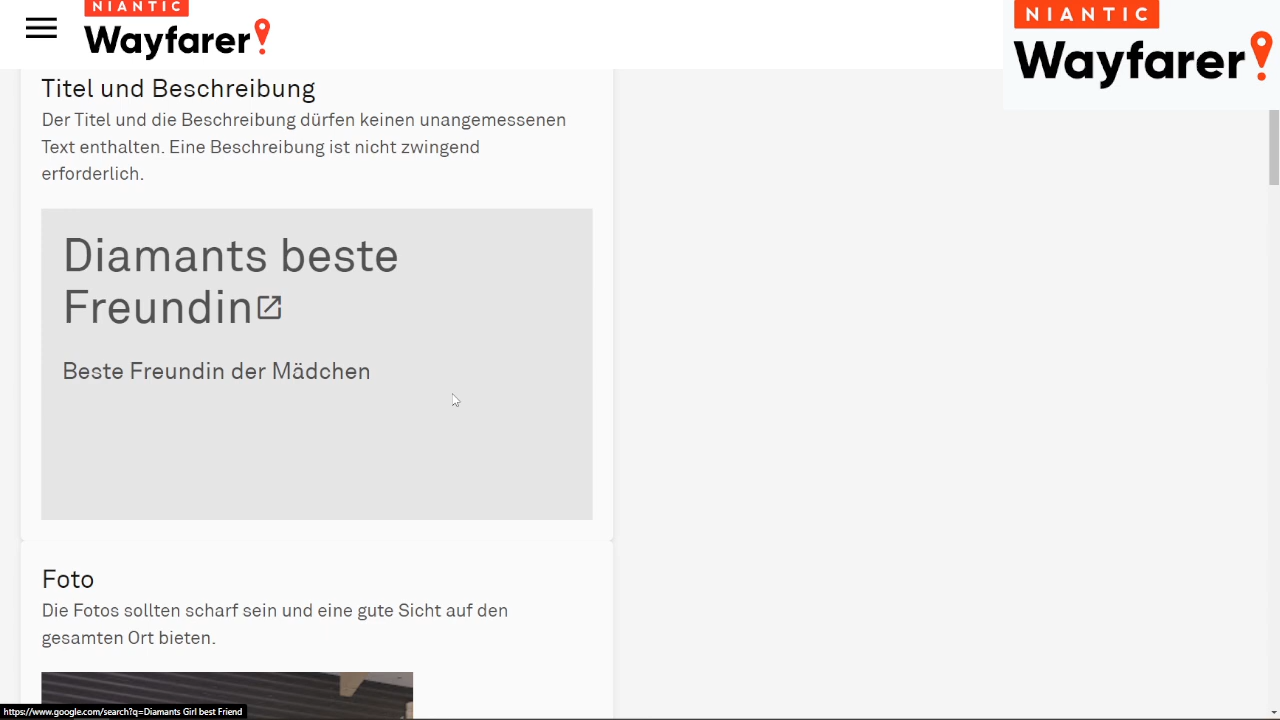 NIANTIC
Wayfarer
NIANTIC
Wayfarer
Titel und Beschreibung
Der Titel und die Beschreibung dürfen keinen unangemessenen
Text enthalten. Eine Beschreibung ist nicht zwingend
erforderlich.
Diamants beste
Freundin
Beste Freundin der Mädchen
Foto
Die Fotos sollten scharf sein und eine gute Sicht auf den
gesamten Ort bieten.
https://www.google.com/search?q=Diamants Girl best Friend